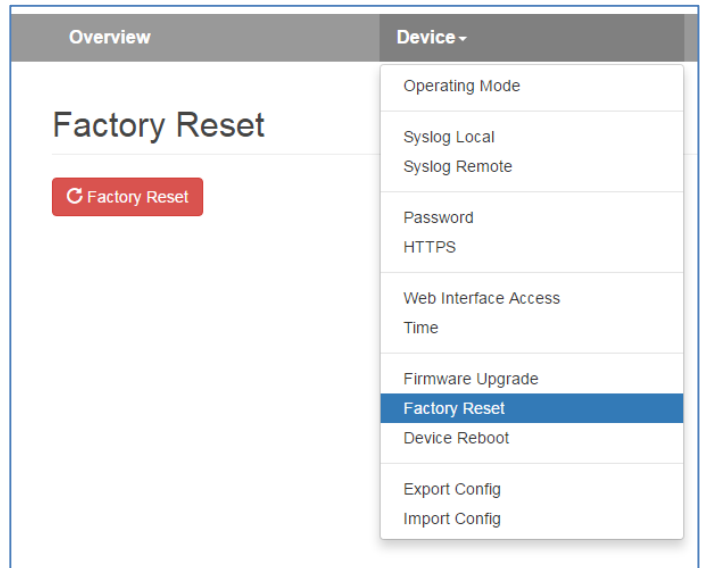 Overview
Device
Factory Reset
Factory Reset
Operating Mode
Syslog Local
Syslog Remote
Password
HTTPS
Web Interface Access
Time
Firmware Upgrade
Factory Reset
Device Reboot
Export Config
Import Config